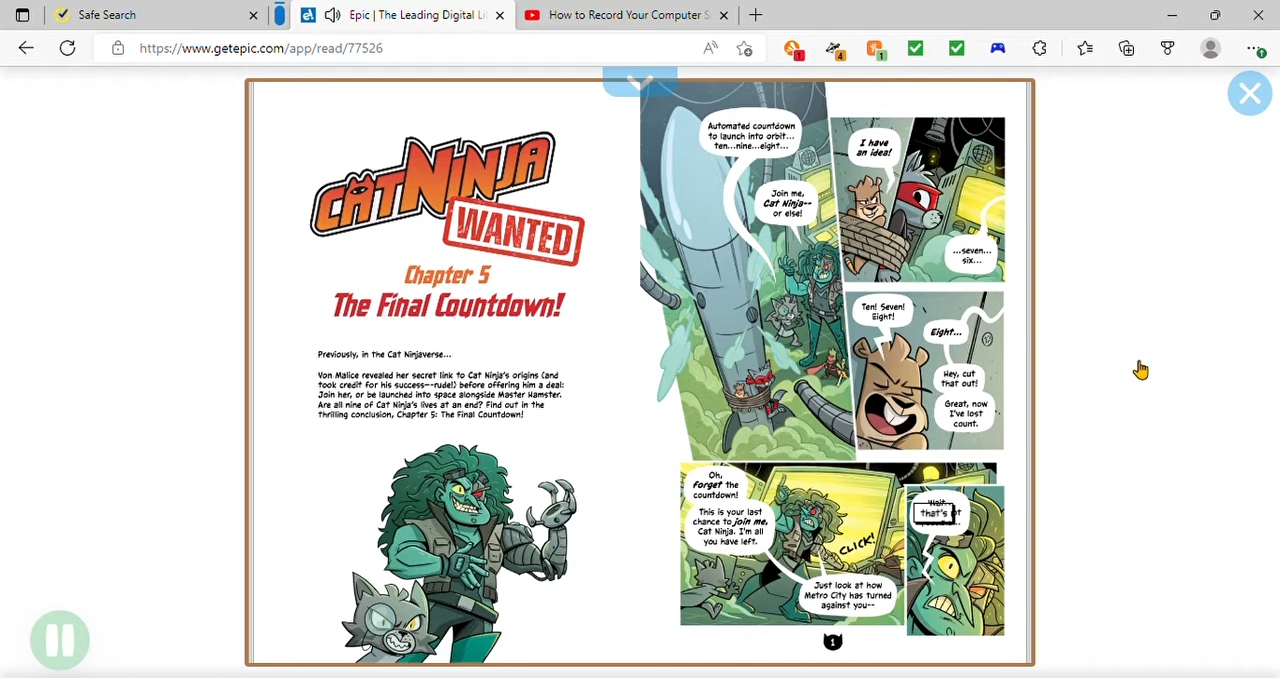 Safe Search
Epic | The Leading Digital Li
How to Record Your Computer S
https://www.getepic.com/app/read/77526
1
4
1
CAT NINJA
WANTED
Chapter 5
The Final Countdown!
Previously, in the Cat Ninjaverse...
Von Malice revealed her secret link to Cat Ninja's origins (and
took credit for his success--rude!) before offering him a deal:
Join her, or be launched into space alongside Master Hamster.
Are all nine of Cat Ninja's lives at an end? Find out in the
thrilling conclusion, Chapter 5: The Final Countdown!
Automated countdown
to launch into orbit...
ten...nine...eight...
Join me,
Cat Ninja--
or else!
I have
an idea!
...seven...
six...
Ten! Seven!
Eight!
Eight...
Hey, cut
that out!
Great, now
I've lost
count.
Oh,
forget the
countdown!
This is your last
chance to join me,
Cat Ninja. I'm all
you have left.
CLICK!
Just look at how
Metro City has turned
against you--
Wait...
that's
1